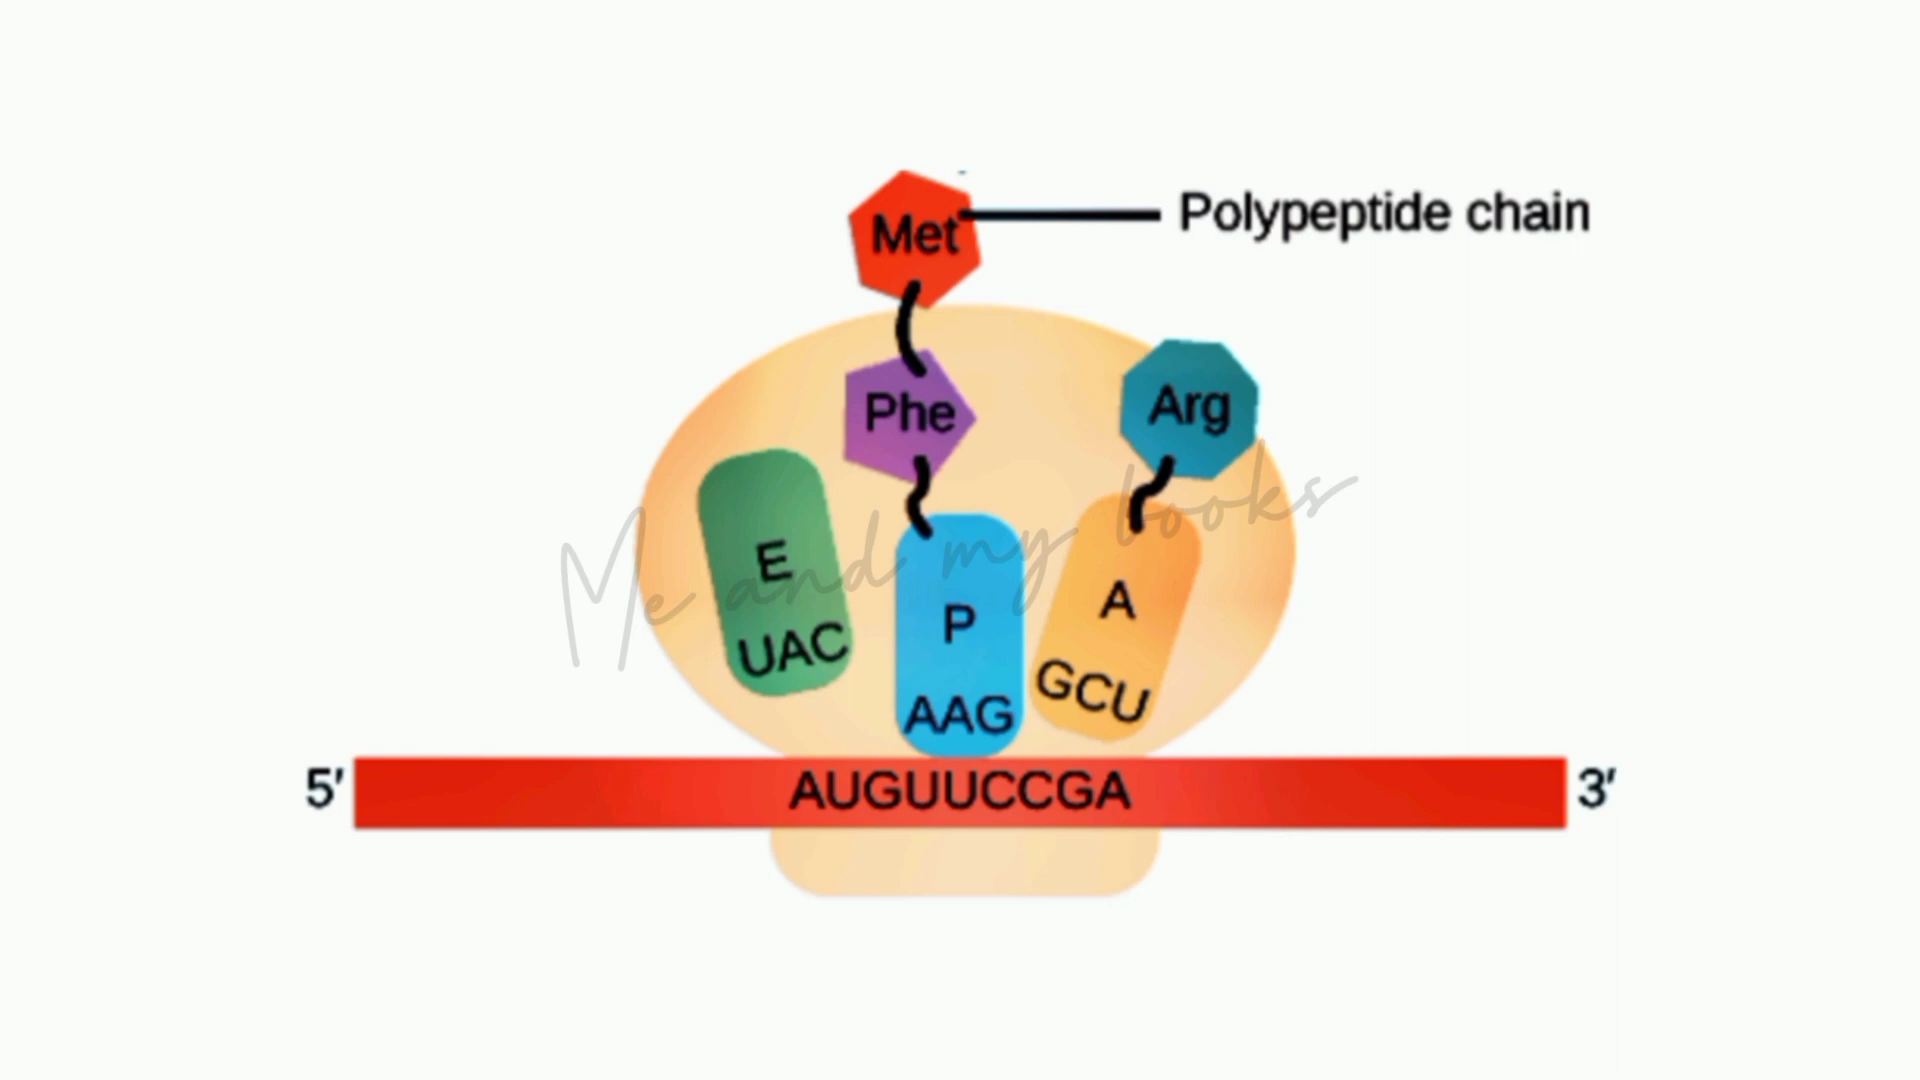 Met
Polypeptide chain
Phe
Arg
E
UAC
P
AAG
A
GCU
Me and my books
5′
AUGUUCCGA
3′